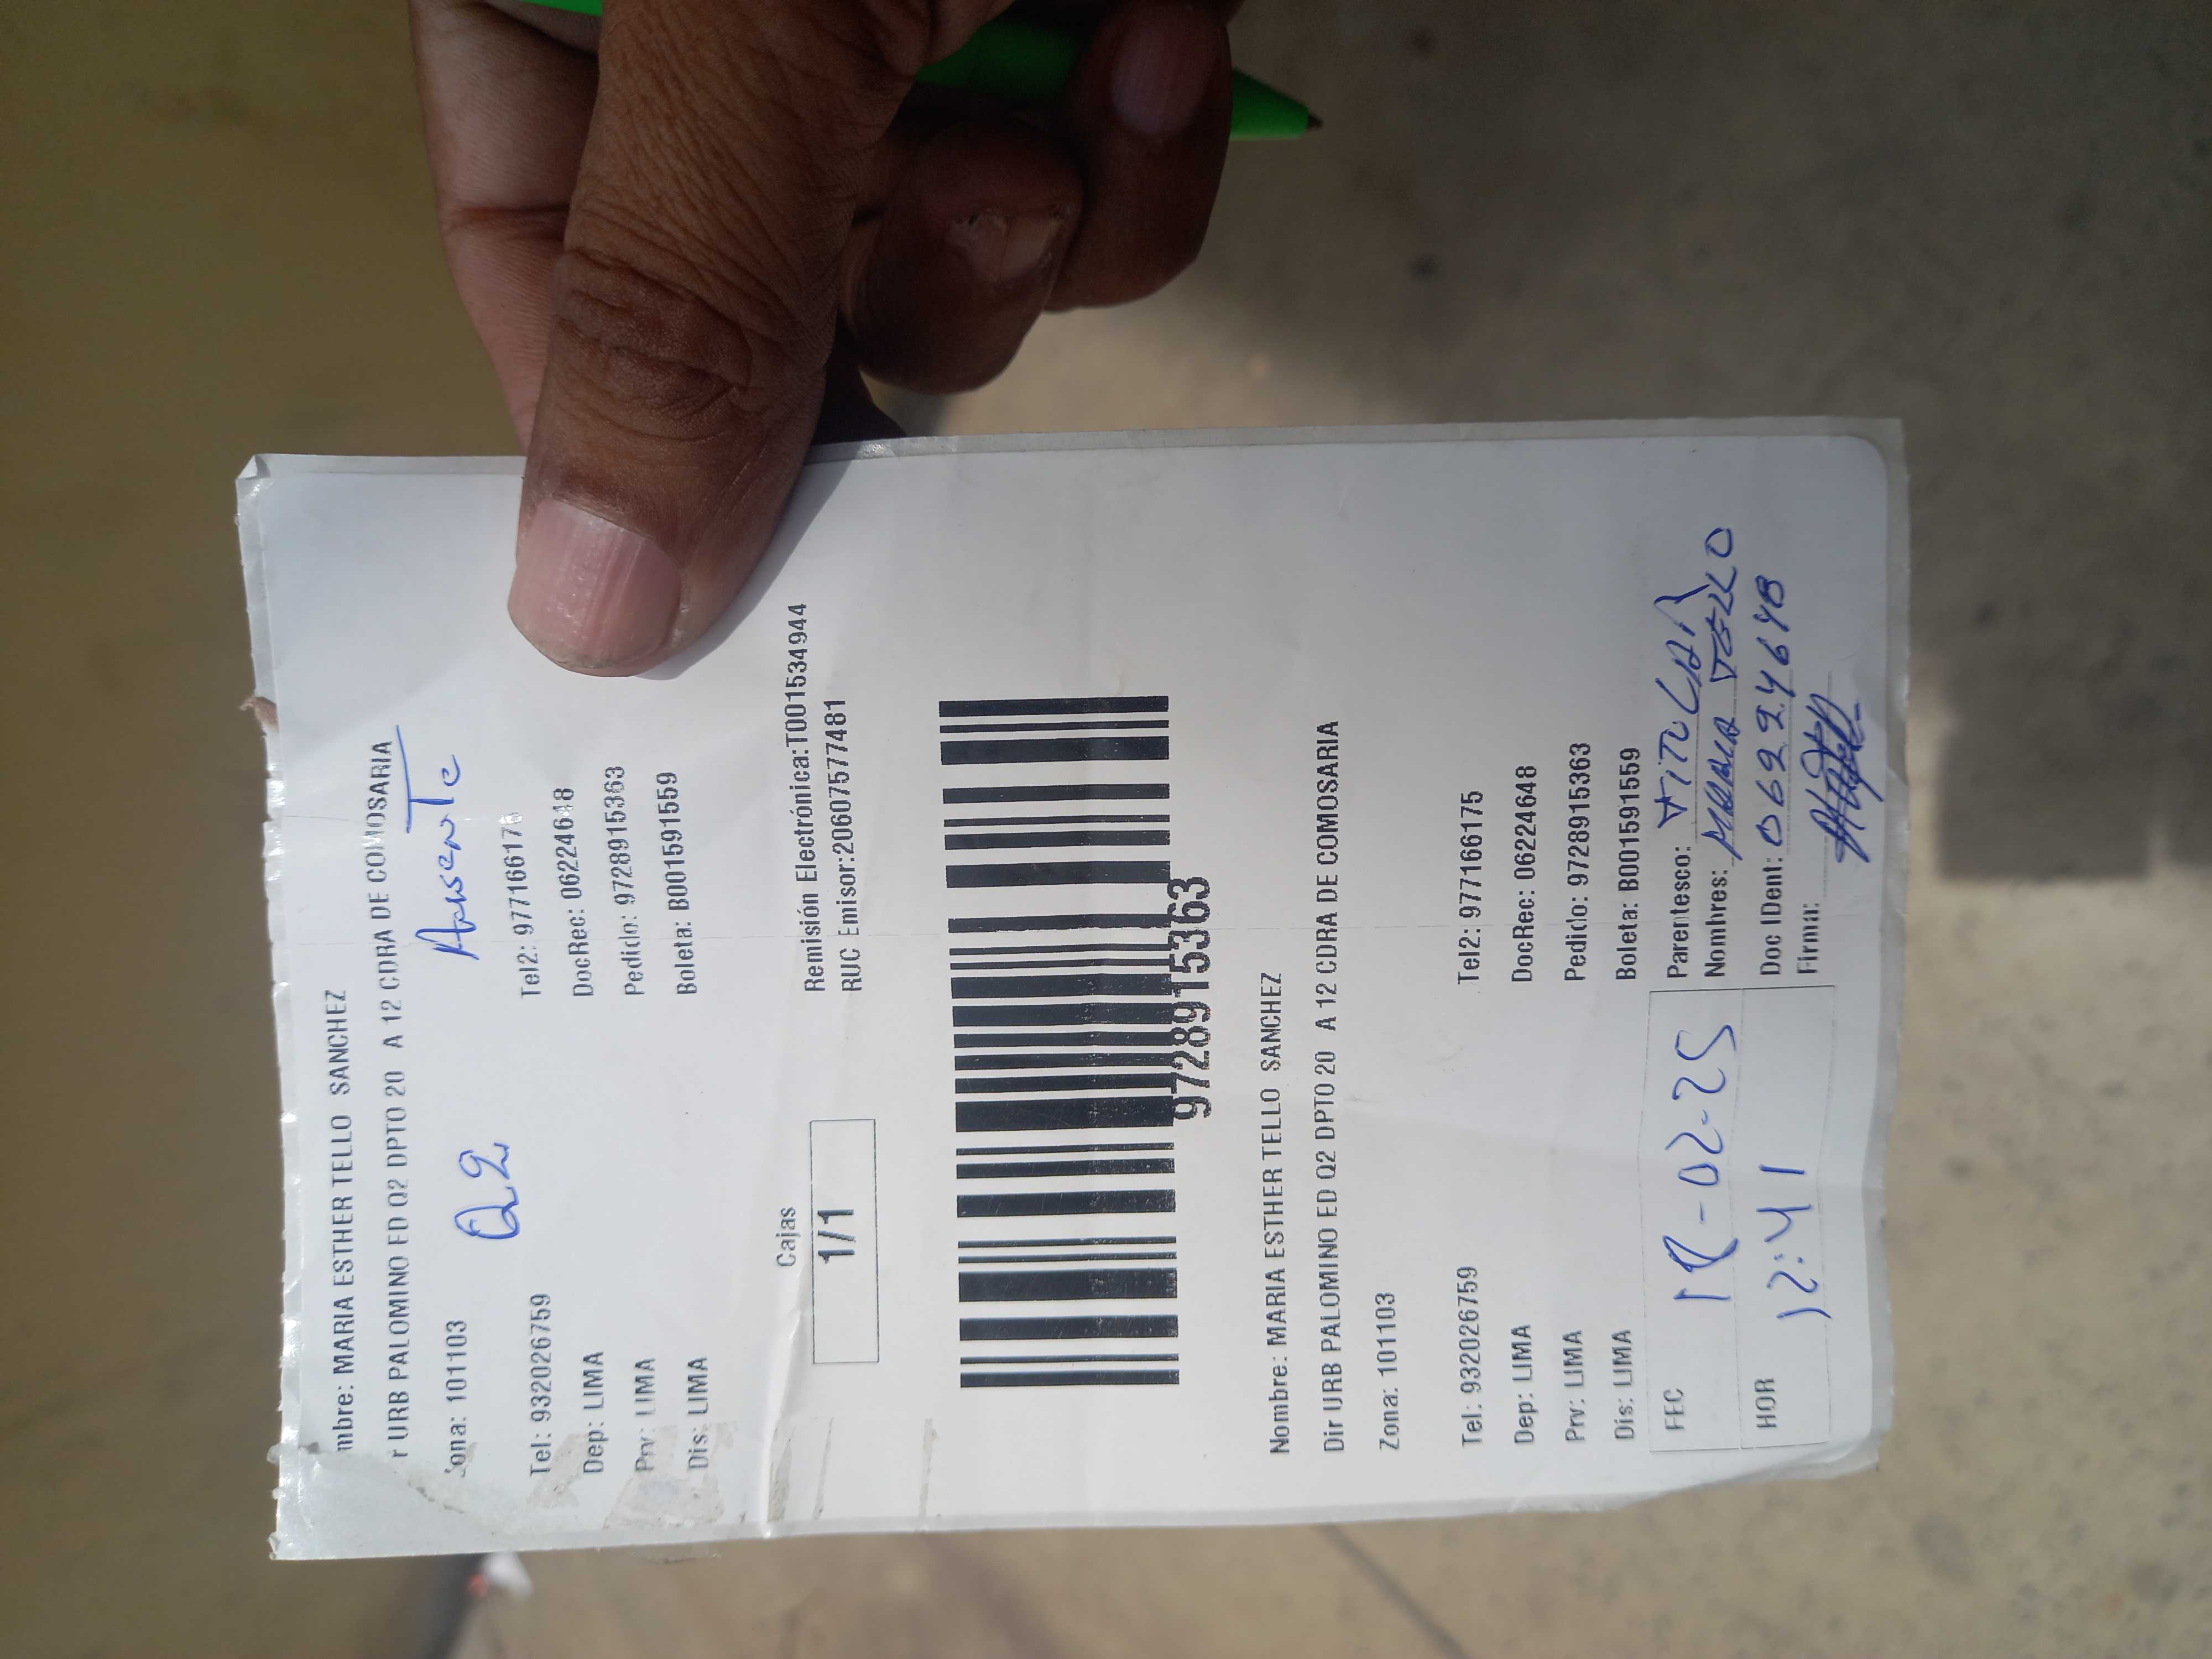 mbre: MARIA ESTHER TELLO SANCHEZ
r URB PALOMINO ED Q2 DPTO 20 A 12 CDRA DE COMOSARIA
ona: 101103
Q2
Ausente
Tel: 932026759 Tel2: 97716617
Dep: LIMA DocRec: 06224648
Prv: LIMA Pedido: 9728915363
Dis: LIMA Boleta: B001591559
Cajas
1/1
Remisión Electrónica:T001534944
RUC Emisor:20607577481
9728915363
Nombre: MARIA ESTHER TELLO SANCHEZ
Dir URB PALOMINO ED Q2 DPTO 20 A 12 CDRA DE COMOSARIA
Zona: 101103
Tel: 932026759 Tel2: 977166175
Dep: LIMA DocRec: 06224648
Prv: LIMA Pedido: 9728915363
Dis: LIMA Boleta: B001591559
FEC 18-02-25 Parentesco: TiTULAR
Nombres: MARIA TELLO
HOR 12:41 Doc IDent: 06224648
Firma: